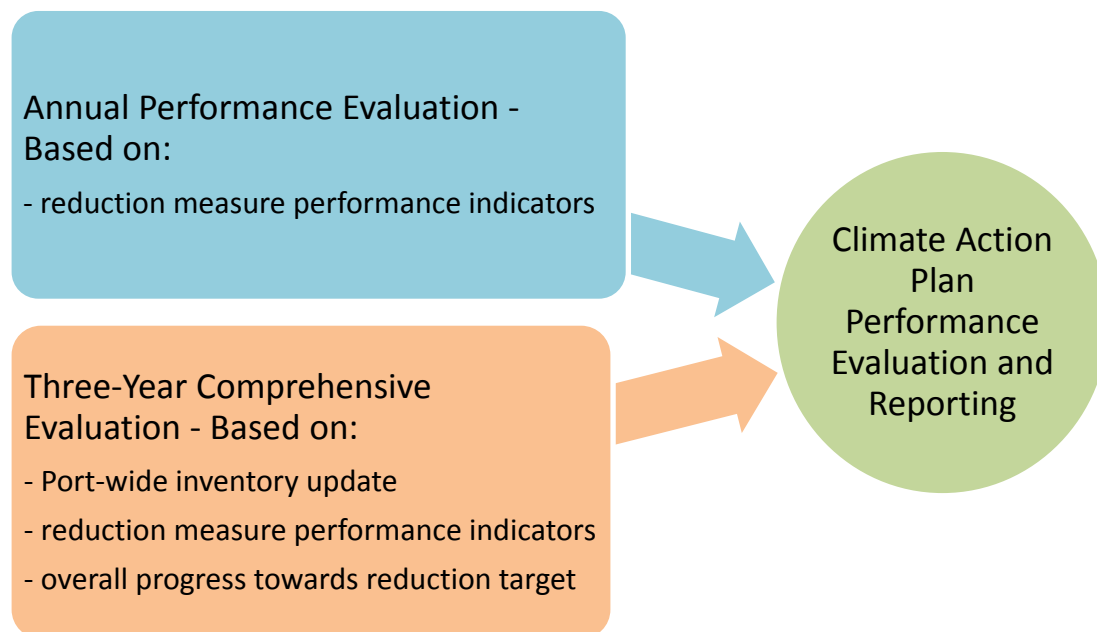 Annual Performance Evaluation -
Based on:
- reduction measure performance indicators
Three-Year Comprehensive
Evaluation - Based on:
- Port-wide inventory update
- reduction measure performance indicators
- overall progress towards reduction target
Climate Action
Plan
Performance
Evaluation and
Reporting